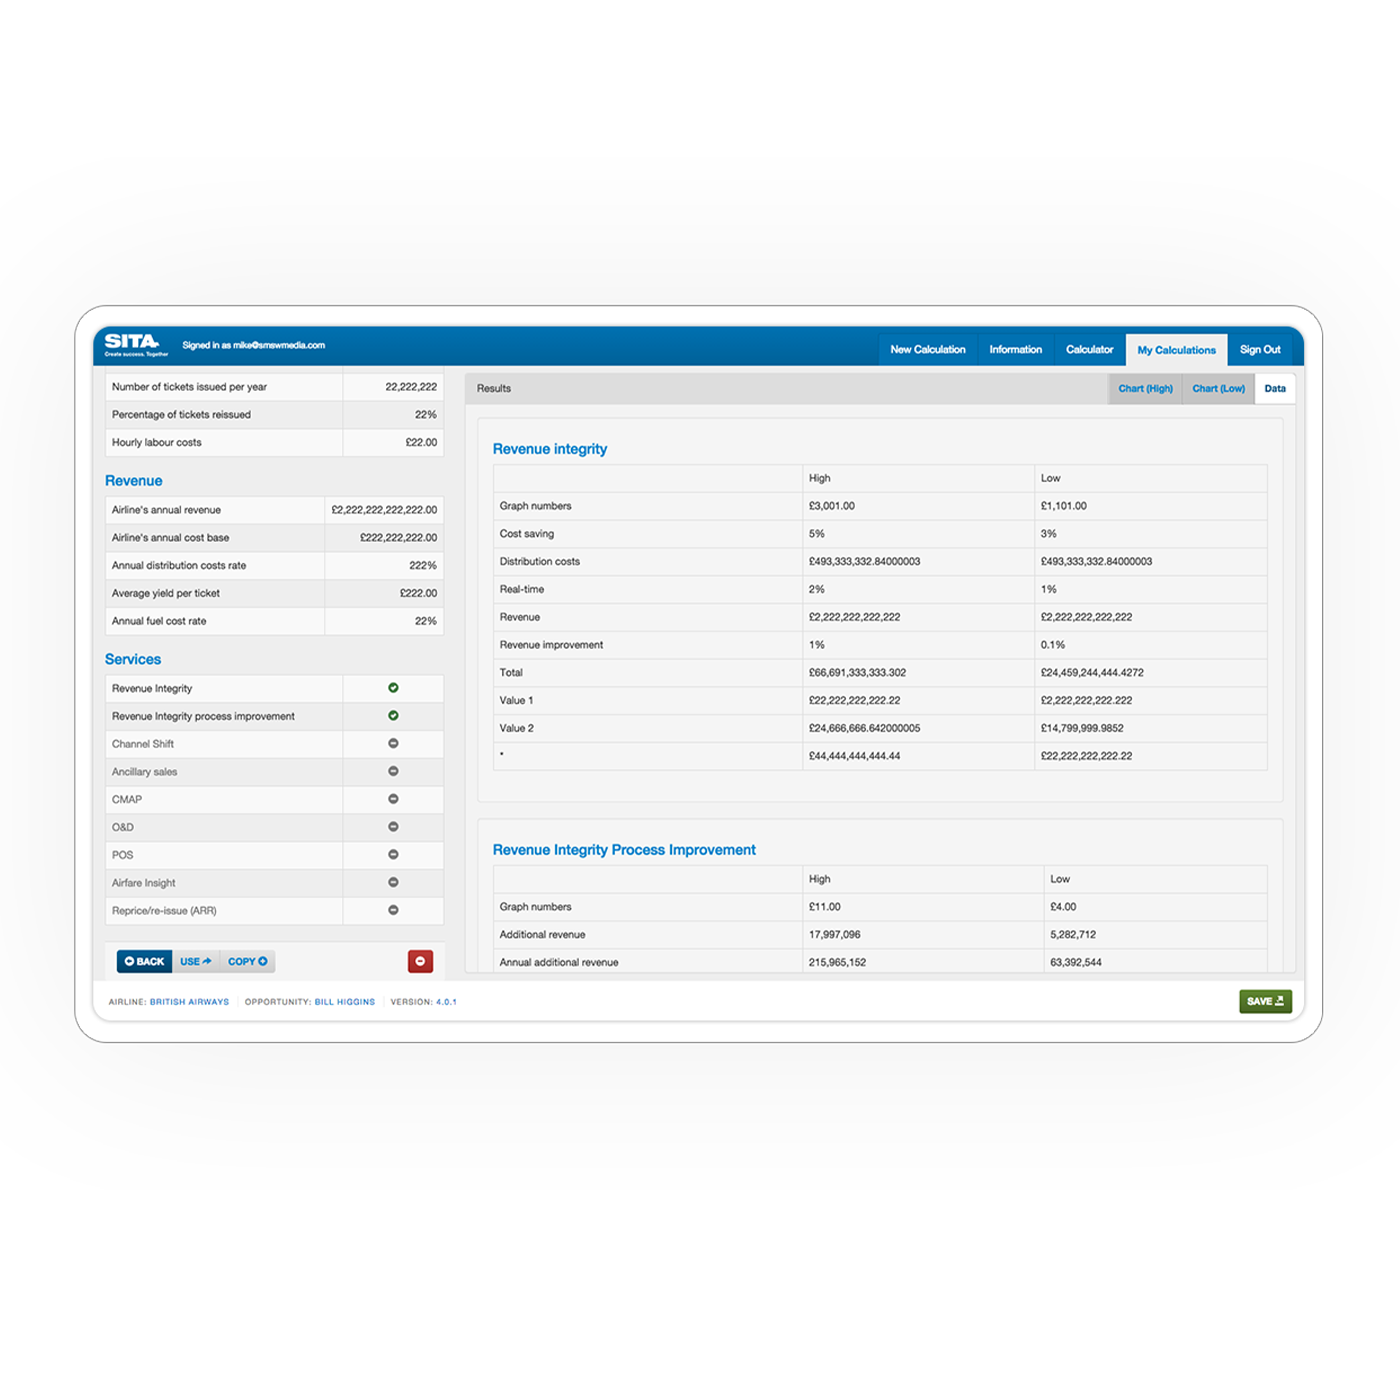 SITA
Create success. Together
Signed in as mike@smswmedia.com
New Calculation
Information
Calculator
My Calculations
Sign Out
Number of tickets issued per year 22,222,222
Percentage of tickets reissued 22%
Hourly labour costs £22.00
Revenue
Airline's annual revenue £2,222,222,222,222.00
Airline's annual cost base £222,222,222.00
Annual distribution costs rate 222%
Average yield per ticket £222.00
Annual fuel cost rate 22%
Services
Revenue Integrity
Revenue Integrity process improvement
Channel Shift
Ancillary sales
CMAP
O&D
POS
Airfare Insight
Reprice/re-issue (ARR)
BACK
USE
COPY
Results
Chart (High)
Chart (Low)
Data
Revenue integrity
High Low
Graph numbers £3,001.00 £1,101.00
Cost saving 5% 3%
Distribution costs £493,333,332.84000003 £493,333,332.84000003
Real-time 2% 1%
Revenue £2,222,222,222,222 £2,222,222,222,222
Revenue improvement 1% 0.1%
Total £66,691,333,333.302 £24,459,244,444.4272
Value 1 £22,222,222,222.22 £2,222,222,222.222
Value 2 £24,666,666.642000005 £14,799,999.9852
* £44,444,444,444.44 £22,222,222,222.22
Revenue Integrity Process Improvement
High Low
Graph numbers £11.00 £4.00
Additional revenue 17,997,096 5,282,712
Annual additional revenue 215,965,152 63,392,544
AIRLINE: BRITISH AIRWAYS
OPPORTUNITY: BILL HIGGINS
VERSION: 4.0.1
SAVE